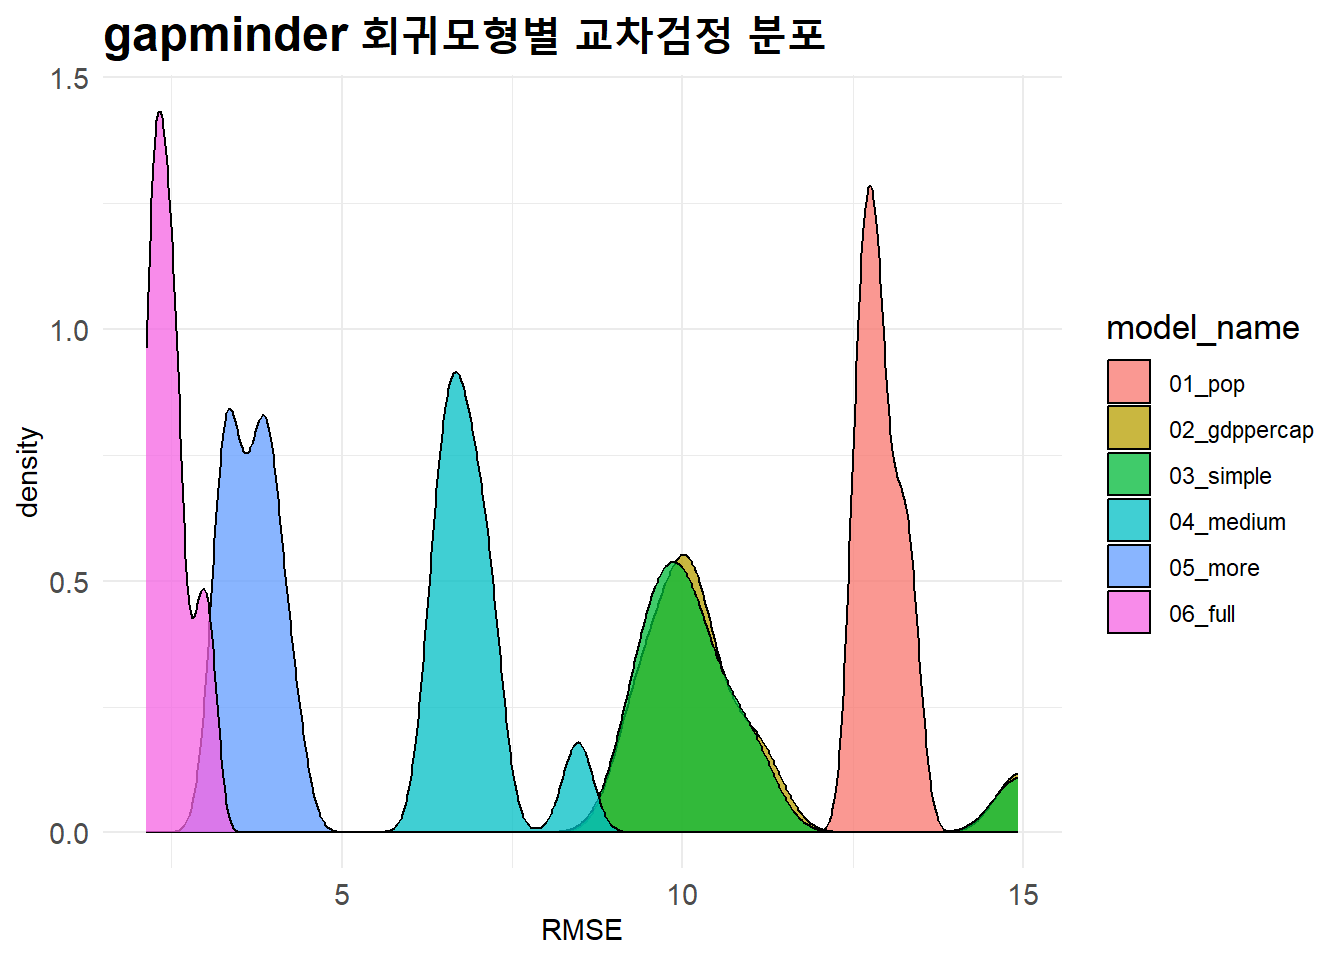 gapminder 회귀모형별 교차검정 분포
1.5
1.0
0.5
0.0
density
5
10
15
RMSE
model_name
01_pop
02_gdppercap
03_simple
04_medium
05_more
06_full